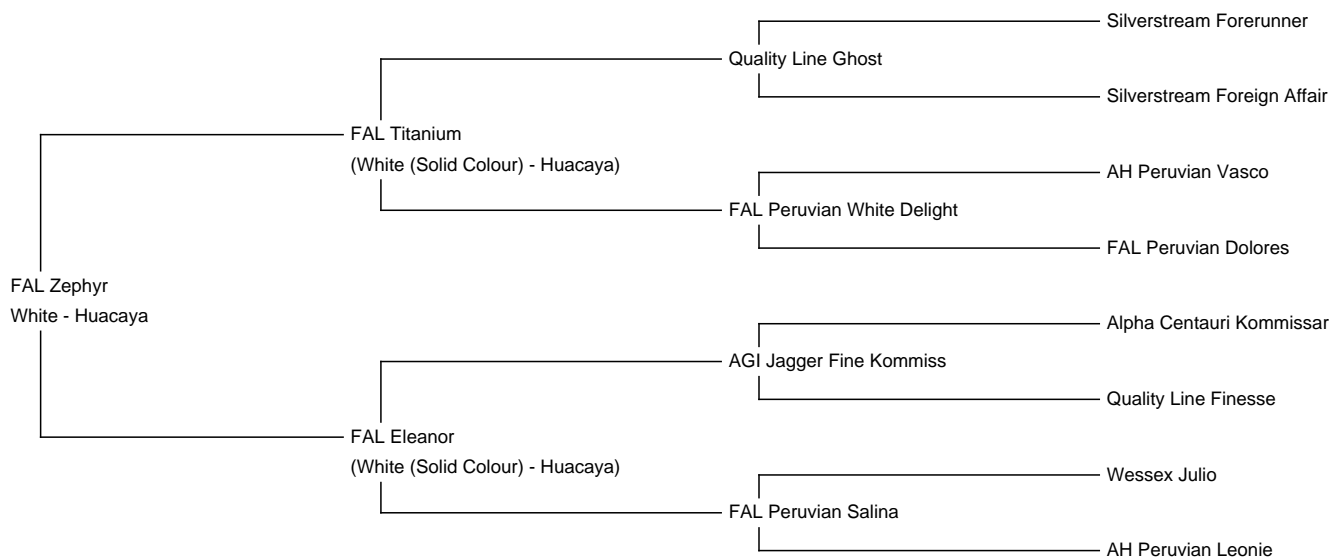 Silverstream Forerunner
Quality Line Ghost
Silverstream Foreign Affair
FAL Titanium
(White (Solid Colour) - Huacaya)
AH Peruvian Vasco
FAL Peruvian White Delight
FAL Peruvian Dolores
FAL Zephyr
White - Huacaya
Alpha Centauri Kommissar
AGI Jagger Fine Kommiss
Quality Line Finesse
FAL Eleanor
(White (Solid Colour) - Huacaya)
Wessex Julio
FAL Peruvian Salina
AH Peruvian Leonie